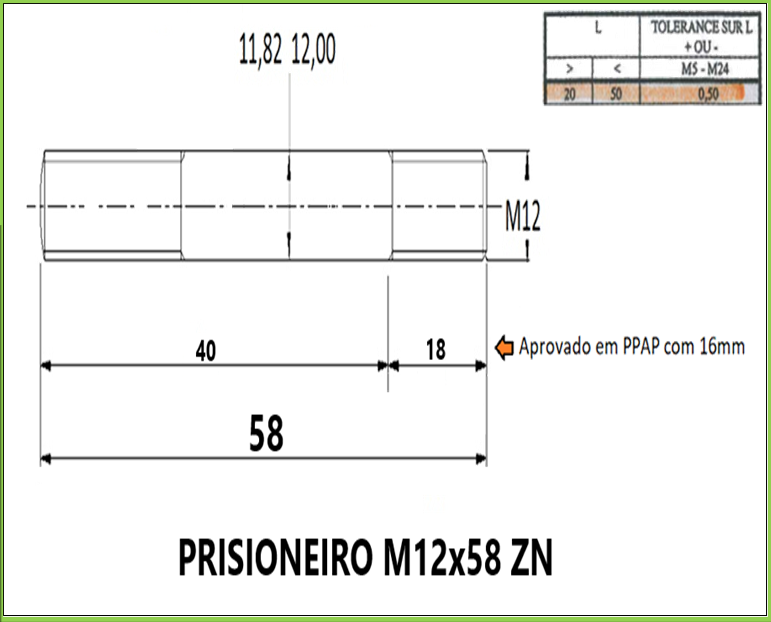 11,82 12,00
L
TOLERANCE SUR L
+ OU -
> < M5 - M24
20 50 0,50
M12
40
18
Aprovado em PPAP com 16mm
58
PRISIONEIRO M12x58 ZN